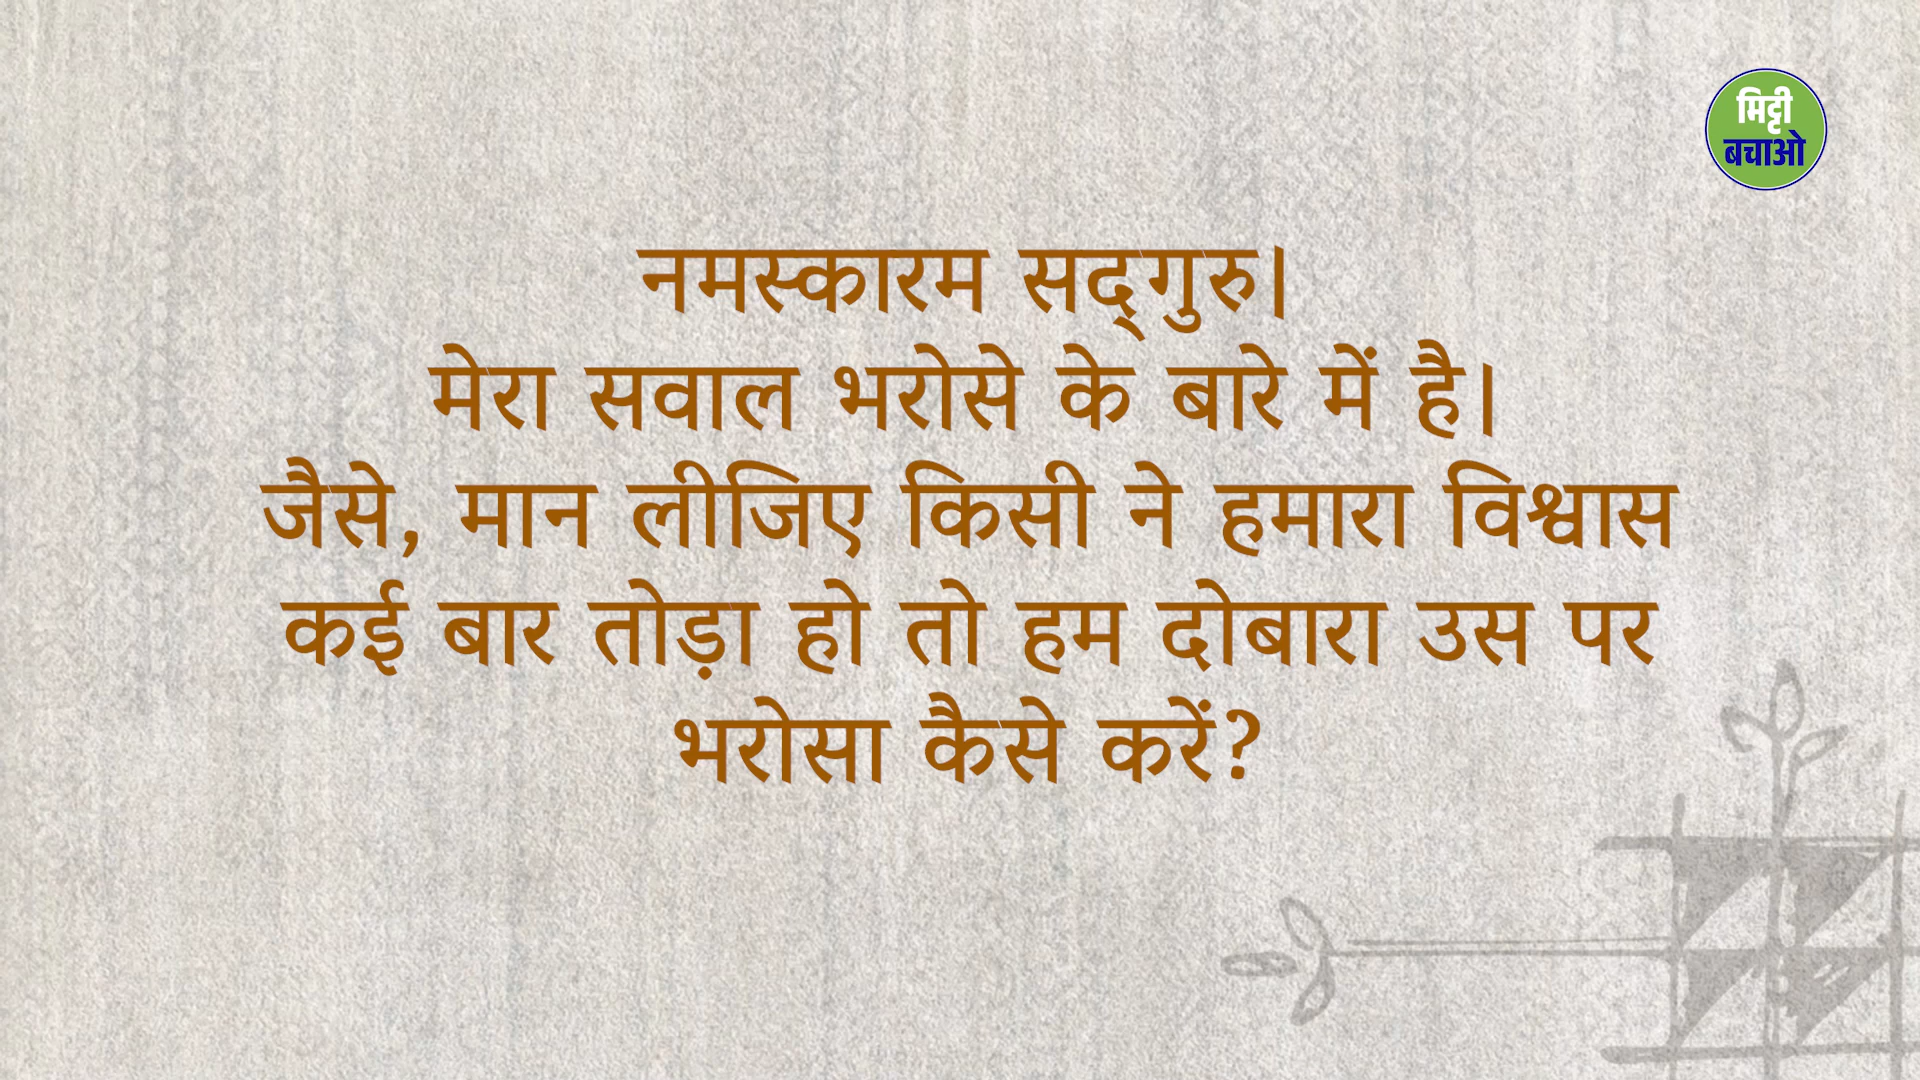 मिट्टी
बचाओ
नमस्कारम सद्‌गुरु।
मेरा सवाल भरोसे के बारे में है।
जैसे, मान लीजिए किसी ने हमारा विश्वास
कई बार तोड़ा हो तो हम दोबारा उस पर
भरोसा कैसे करें?